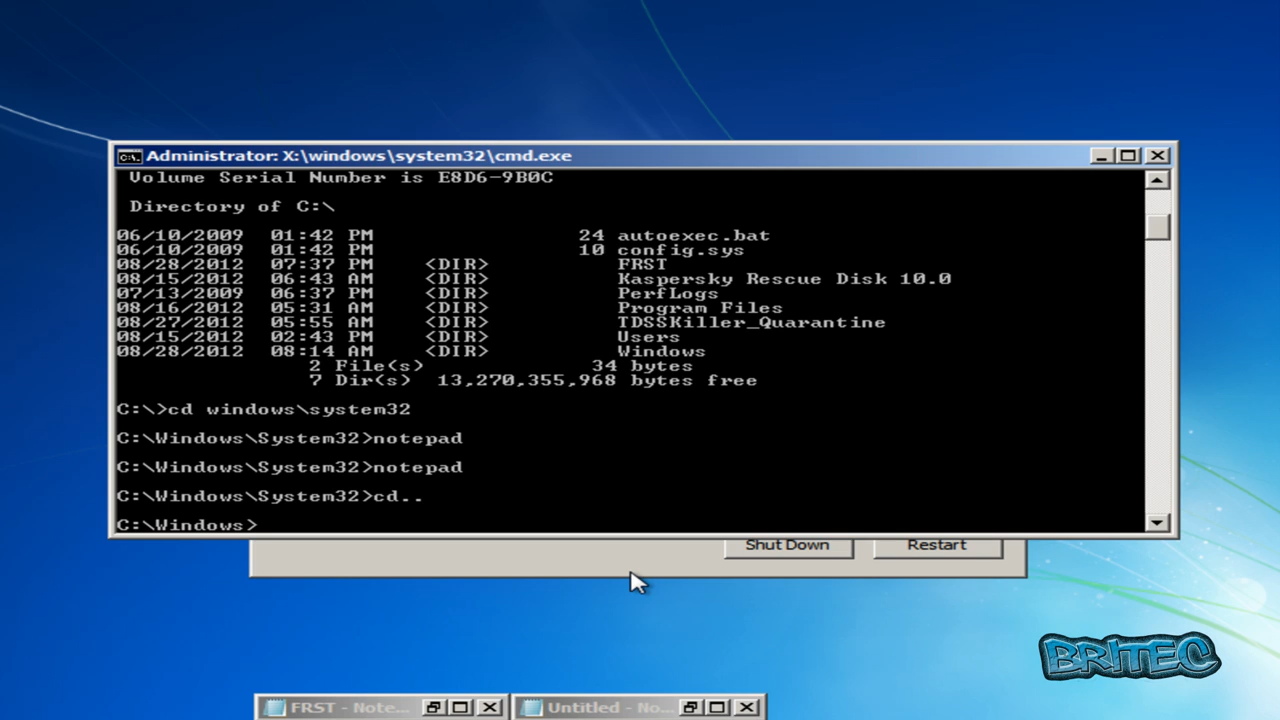 Administrator: X:\windows\system32\cmd.exe
Volume Serial Number is E8D6-9B0C
Directory of C:\
06/10/2009 01:42 PM 24 autoexec.bat
06/10/2009 01:42 PM 10 config.sys
08/28/2012 07:37 PM <DIR> FRST
08/15/2012 06:43 AM <DIR> Kaspersky Rescue Disk 10.0
07/13/2009 06:37 PM <DIR> PerfLogs
08/16/2012 05:31 AM <DIR> Program Files
08/27/2012 05:55 AM <DIR> TDSSKiller_Quarantine
08/15/2012 02:43 PM <DIR> Users
08/28/2012 08:14 AM <DIR> Windows
2 File(s) 34 bytes
7 Dir(s) 13,270,355,968 bytes free
C:\>cd windows\system32
C:\Windows\System32>notepad
C:\Windows\System32>notepad
C:\Windows\System32>cd..
C:\Windows>
Shut Down Restart
BRITEC
FRST - Note... Untitled - No...